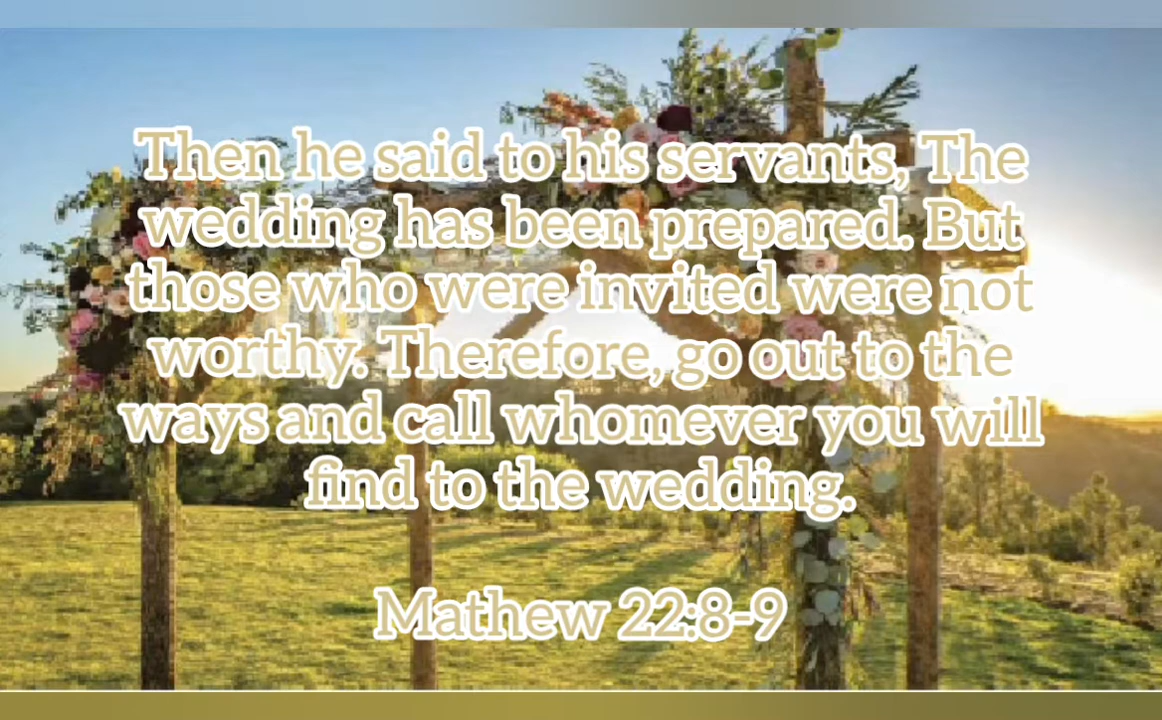 Then he said to his servants, The
wedding has been prepared. But
those who were invited were not
worthy. Therefore, go out to the
ways and call whomever you will
find to the wedding.
Mathew 22:8-9